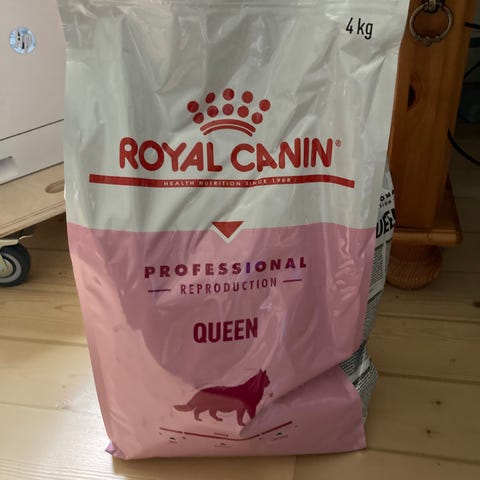 4 kg
ROYAL CANIN®
HEALTH NUTRITION SINCE 1968
PROFESSIONAL
REPRODUCTION
QUEEN